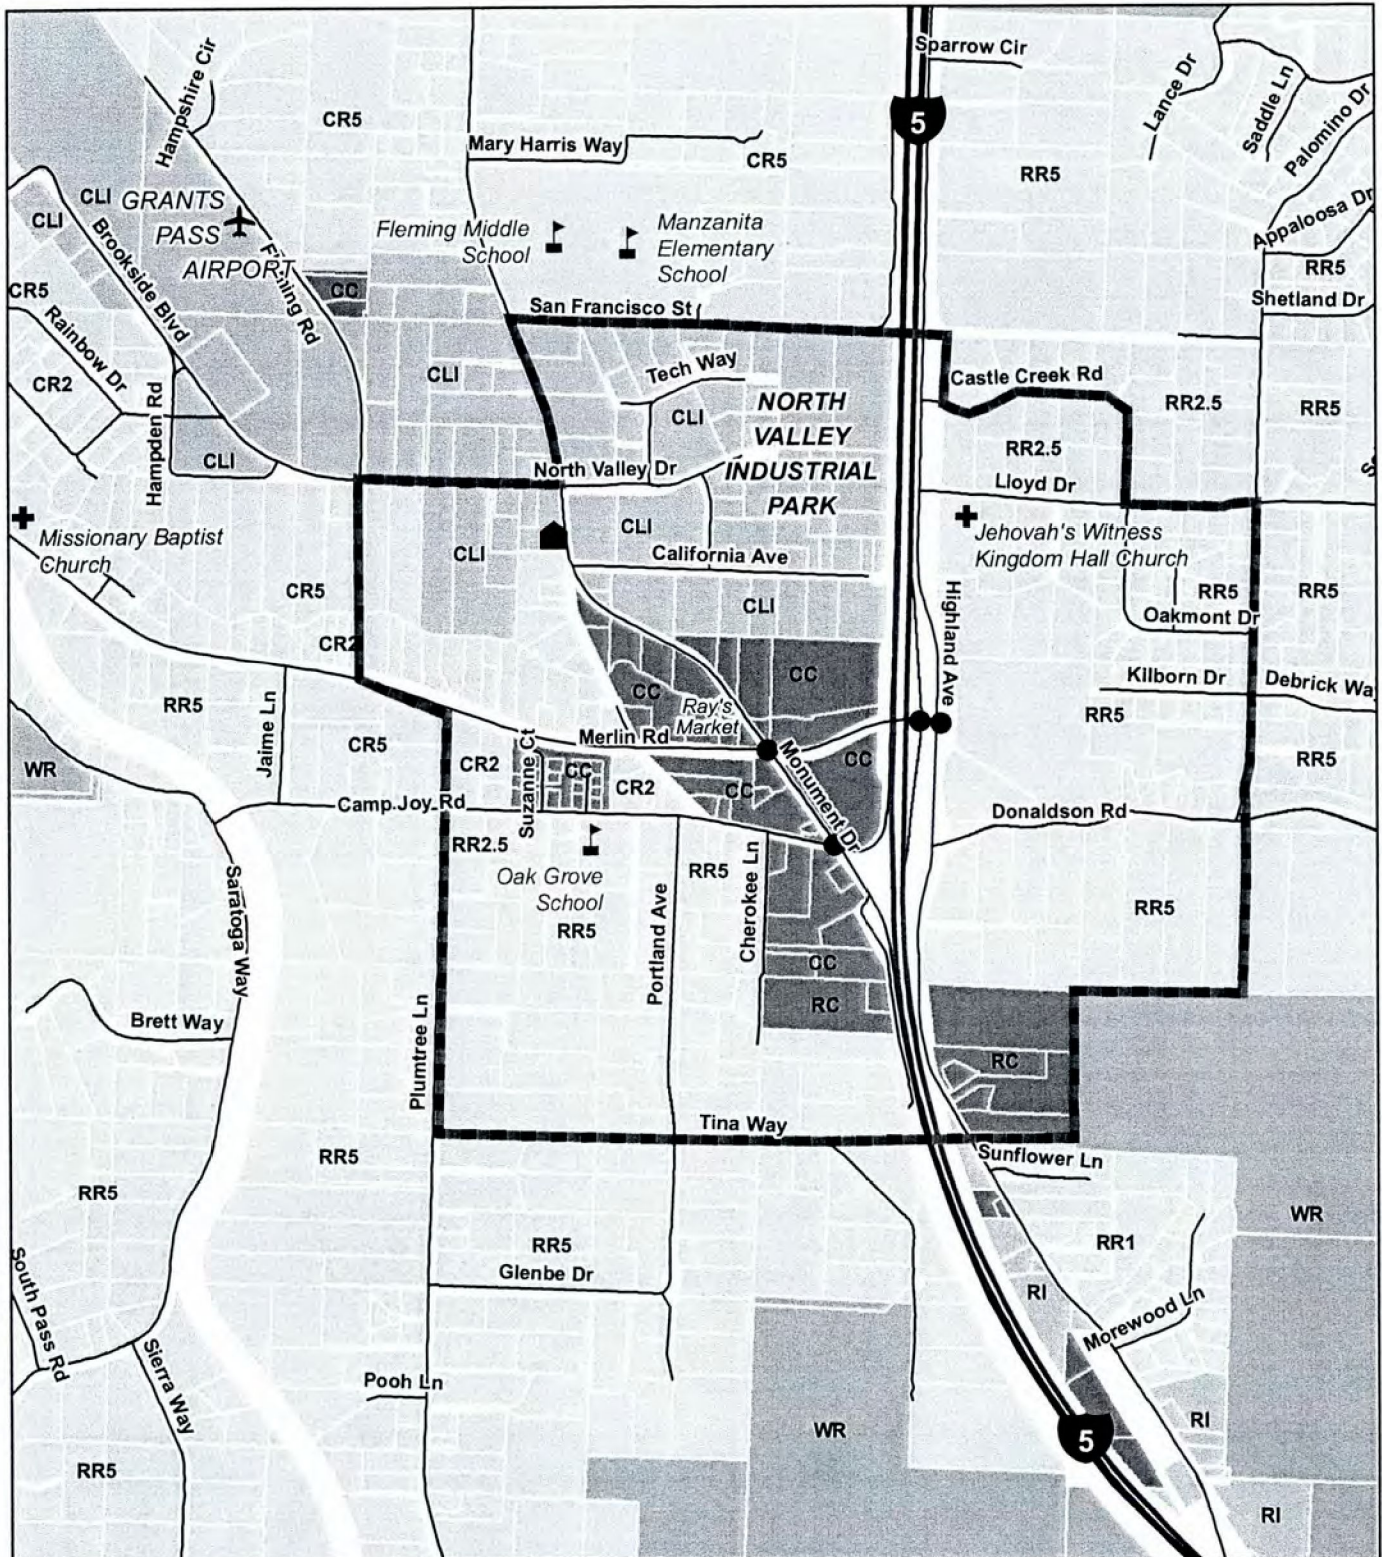 Sparrow Cir
Hampshire Cir
Lance Dr
Saddle Ln
Palomino Dr
CR5
5
Mary Harris Way
CR5
RR5
CLI
GRANTS
PASS
AIRPORT
CLI
Brookside Blvd
Fleming Middle
School
Manzanita
Elementary
School
Appaloosa Dr
RR5
CR5
CC
Shetland Dr
Rainbow Dr
San Francisco St
CR2
Hampden Rd
CLI
Tech Way
CLI
NORTH
VALLEY
INDUSTRIAL
PARK
Castle Creek Rd
RR2.5
RR5
RR2.5
CLI
North Valley Dr
Lloyd Dr
Missionary Baptist
Church
CLI
CLI
California Ave
Jehovah's Witness
Kingdom Hall Church
CR5
CLI
Highland Ave
RR5
RR5
Oakmont Dr
CR2
CC
CC
Kilborn Dr
RR5
Jaime Ln
Ray's
Market
RR5
CR5
Merlin Rd
Monument Dr
CC
WR
CR2
Suzanne Ct
CC
CR2
CC
RR5
Camp Joy Rd
Donaldson Rd
RR2.5
Oak Grove
School
RR5
Portland Ave
RR5
Cherokee Ln
RR5
Saratoga Way
CC
RC
Brett Way
Plumtree Ln
RC
Tina Way
Sunflower Ln
RR5
RR5
WR
RR5
Glenbe Dr
RR1
RI
South Pass Rd
Sierra Way
Morewood Ln
Pooh Ln
WR
5
RI
RR5
RI